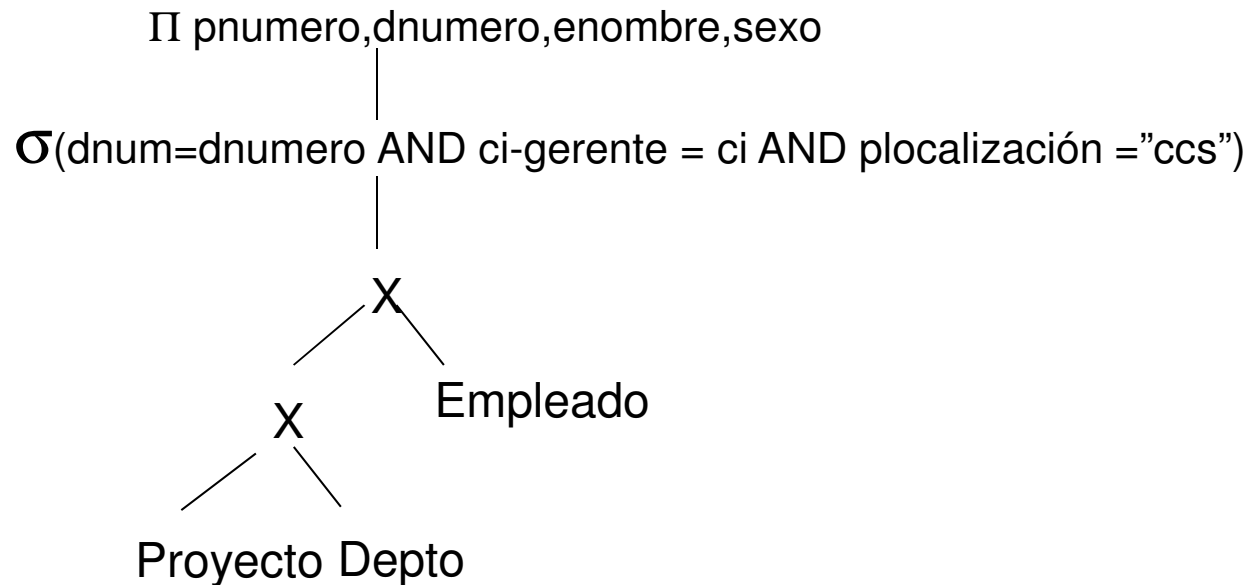 Π pnumero,dnumero,enombre,sexo
σ(dnum=dnumero AND ci-gerente = ci AND plocalización =”ccs”)
X
Empleado
X
Proyecto Depto